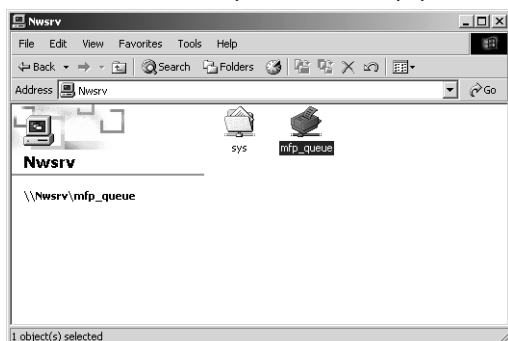 Nwsrv
File Edit View Favorites Tools Help
Back Search Folders
Address Nwsrv Go
sys mfp_queue
Nwsrv
\\Nwsrv\mfp_queue
1 object(s) selected